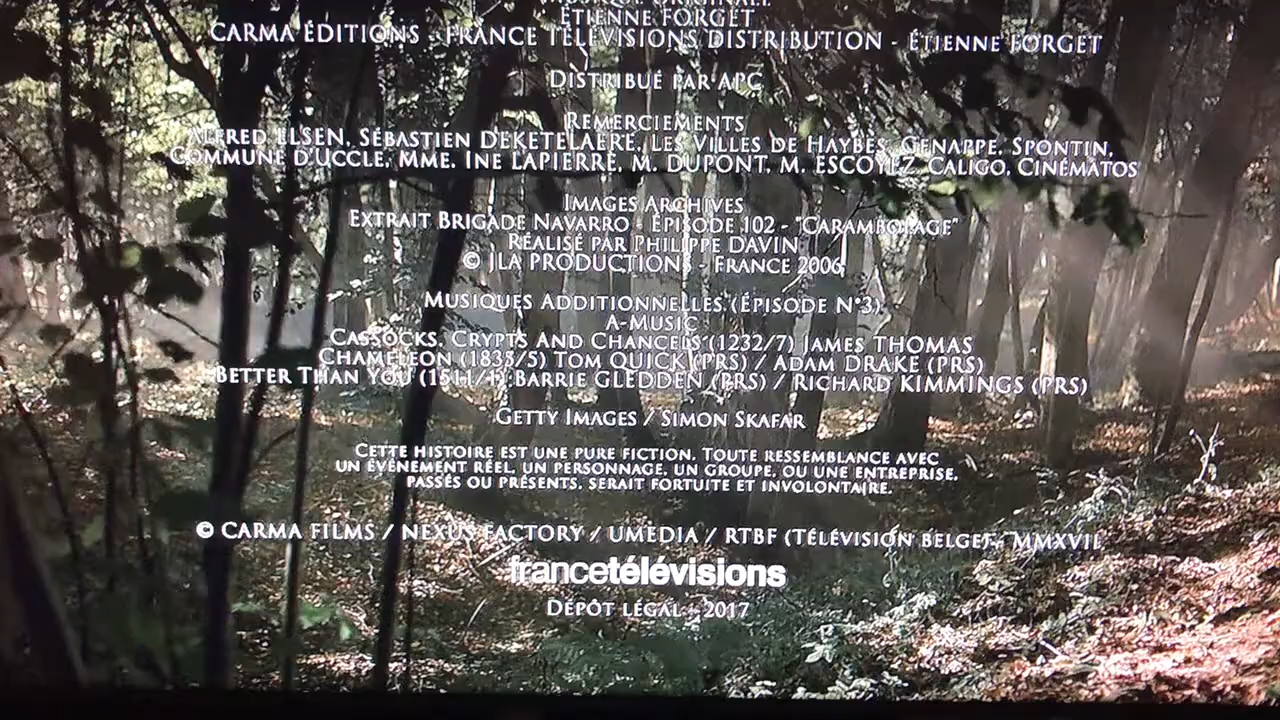 MUSIQUE ORIGINALE
ÉTIENNE FORGET
CARMA ÉDITIONS - FRANCE TÉLÉVISIONS DISTRIBUTION - ÉTIENNE FORGET
DISTRIBUÉ PAR APC
REMERCIEMENTS
ALFRED ELSEN, SÉBASTIEN DEKETELAERE, LES VILLES DE HAYBES, GENAPPE, SPONTIN,
COMMUNE D'UCCLE, MME. INE LAPIERRE, M. DUPONT, M. ESCOYEZ, CALIGO, CINÉMATOS
IMAGES ARCHIVES
EXTRAIT BRIGADE NAVARRO - ÉPISODE 102 - "CARAMBOLAGE"
RÉALISÉ PAR PHILIPPE DAVIN
© JLA PRODUCTIONS - FRANCE 2006
MUSIQUES ADDITIONNELLES (ÉPISODE N°3)
A-MUSIC
CASSOCKS, CRYPTS AND CHANCELS (1232/7) JAMES THOMAS
CHAMELEON (1835/5) TOM QUICK (PRS) / ADAM DRAKE (PRS)
BETTER THAN YOU (1511/1) BARRIE GLEDDEN (PRS) / RICHARD KIMMINGS (PRS)
GETTY IMAGES / SIMON SKAFAR
CETTE HISTOIRE EST UNE PURE FICTION. TOUTE RESSEMBLANCE AVEC
UN ÉVÉNEMENT RÉEL, UN PERSONNAGE, UN GROUPE, OU UNE ENTREPRISE,
PASSÉS OU PRÉSENTS, SERAIT FORTUITE ET INVOLONTAIRE.
© CARMA FILMS / NEXUS FACTORY / UMEDIA / RTBF (TÉLÉVISION BELGE) - MMXVII
francetélévisions
DÉPÔT LÉGAL - 2017